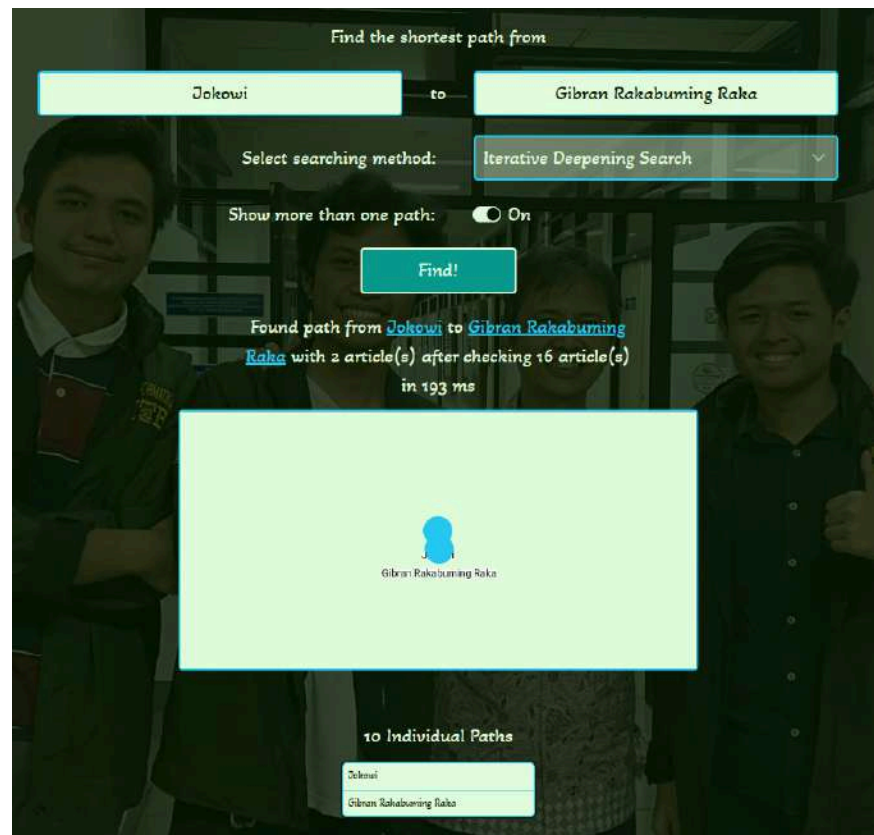 Find the shortest path from
Jokowi to Gibran Rakabuming Raka
Select searching method: Iterative Deepening Search
Show more than one path: On
Find!
Found path from Jokowi to Gibran Rakabuming
Raka with 2 article(s) after checking 16 article(s)
in 193 ms
Gibran Rakabuming Raka
10 Individual Paths
Jokowi
Gibran Rakabuming Raka